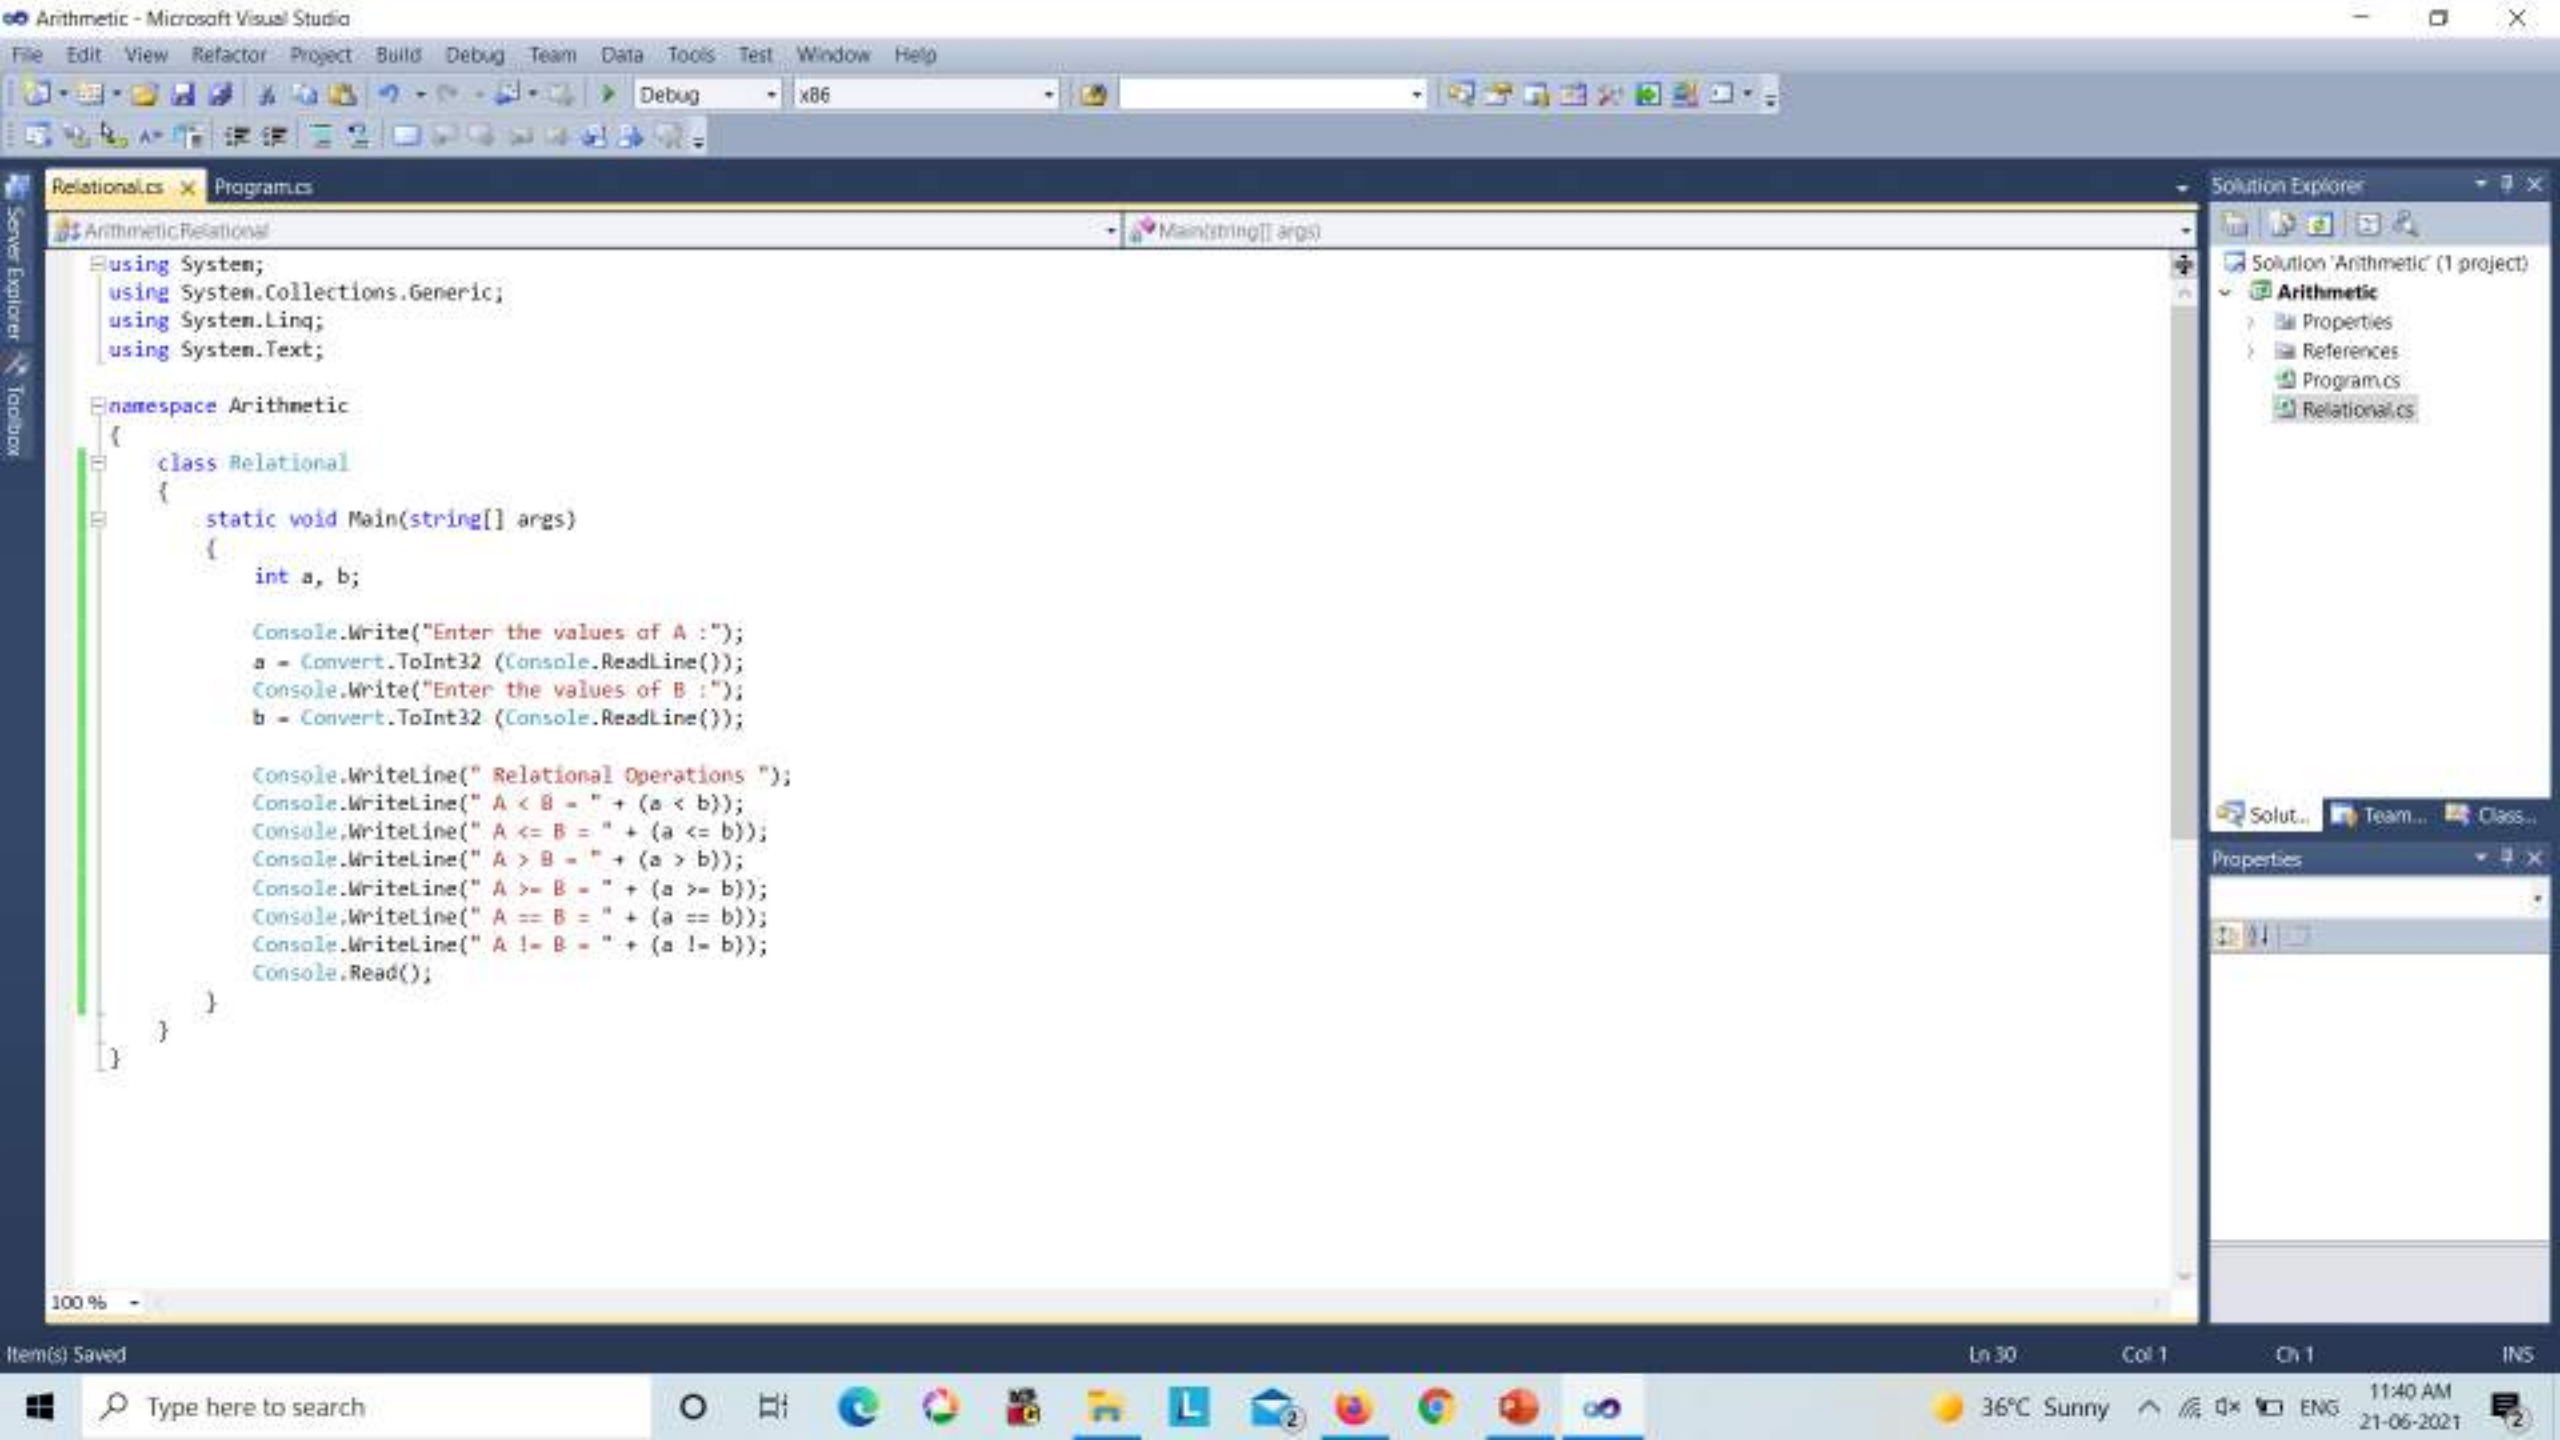 Arithmetic - Microsoft Visual Studio
File Edit View Refactor Project Build Debug Team Data Tools Test Window Help
Debug x86
Relational.cs Program.cs
Arithmetic.Relational Main(string[] args)
using System;
using System.Collections.Generic;
using System.Linq;
using System.Text;
namespace Arithmetic
{
class Relational
{
static void Main(string[] args)
{
int a, b;
Console.Write("Enter the values of A :");
a = Convert.ToInt32 (Console.ReadLine());
Console.Write("Enter the values of B :");
b = Convert.ToInt32 (Console.ReadLine());
Console.WriteLine(" Relational Operations ");
Console.WriteLine(" A < B = " + (a < b));
Console.WriteLine(" A <= B = " + (a <= b));
Console.WriteLine(" A > B = " + (a > b));
Console.WriteLine(" A >= B = " + (a >= b));
Console.WriteLine(" A == B = " + (a == b));
Console.WriteLine(" A != B = " + (a != b));
Console.Read();
}
}
}
100 %
Server Explorer
Toolbox
Solution Explorer
Solution 'Arithmetic' (1 project)
Arithmetic
Properties
References
Program.cs
Relational.cs
Solut... Team... Class...
Properties
Item(s) Saved Ln 30 Col 1 Ch 1 INS
Type here to search
L
2
36°C Sunny
ENG
11:40 AM
21-06-2021
2